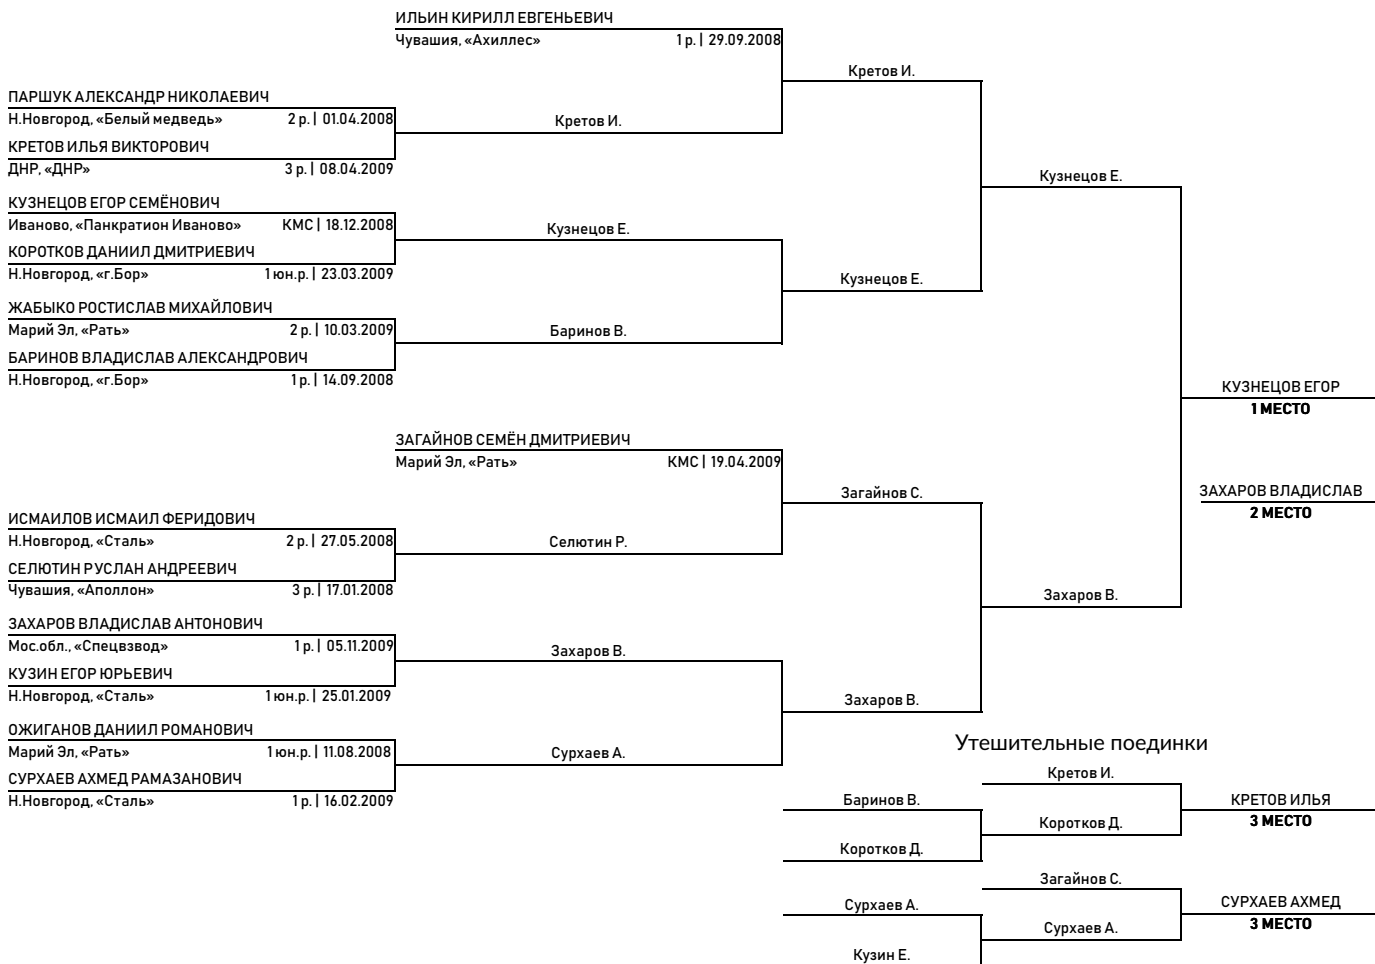 ИЛЬИН КИРИЛЛ ЕВГЕНЬЕВИЧ
Чувашия, «Ахиллес» 1 р. | 29.09.2008
Кретов И.
ПАРШУК АЛЕКСАНДР НИКОЛАЕВИЧ
Н.Новгород, «Белый медведь» 2 р. | 01.04.2008
Кретов И.
КРЕТОВ ИЛЬЯ ВИКТОРОВИЧ
ДНР, «ДНР» 3 р. | 08.04.2009
Кузнецов Е.
КУЗНЕЦОВ ЕГОР СЕМЁНОВИЧ
Иваново, «Панкратион Иваново» КМС | 18.12.2008
Кузнецов Е.
КОРОТКОВ ДАНИИЛ ДМИТРИЕВИЧ
Н.Новгород, «г.Бор» 1 юн.р. | 23.03.2009
Кузнецов Е.
ЖАБЫКО РОСТИСЛАВ МИХАЙЛОВИЧ
Марий Эл, «Рать» 2 р. | 10.03.2009
Баринов В.
БАРИНОВ ВЛАДИСЛАВ АЛЕКСАНДРОВИЧ
Н.Новгород, «г.Бор» 1 р. | 14.09.2008
КУЗНЕЦОВ ЕГОР
1 МЕСТО
ЗАГАЙНОВ СЕМЁН ДМИТРИЕВИЧ
Марий Эл, «Рать» КМС | 19.04.2009
Загайнов С.
ЗАХАРОВ ВЛАДИСЛАВ
2 МЕСТО
ИСМАИЛОВ ИСМАИЛ ФЕРИДОВИЧ
Н.Новгород, «Сталь» 2 р. | 27.05.2008
Селютин Р.
СЕЛЮТИН РУСЛАН АНДРЕЕВИЧ
Чувашия, «Аполлон» 3 р. | 17.01.2008
Захаров В.
ЗАХАРОВ ВЛАДИСЛАВ АНТОНОВИЧ
Мос.обл., «Спецвзвод» 1 р. | 05.11.2009
Захаров В.
КУЗИН ЕГОР ЮРЬЕВИЧ
Н.Новгород, «Сталь» 1 юн.р. | 25.01.2009
Захаров В.
ОЖИГАНОВ ДАНИИЛ РОМАНОВИЧ
Марий Эл, «Рать» 1 юн.р. | 11.08.2008
Сурхаев А.
СУРХАЕВ АХМЕД РАМАЗАНОВИЧ
Н.Новгород, «Сталь» 1 р. | 16.02.2009
Утешительные поединки
Кретов И.
Баринов В.
КРЕТОВ ИЛЬЯ
3 МЕСТО
Коротков Д.
Коротков Д.
Загайнов С.
Сурхаев А.
СУРХАЕВ АХМЕД
3 МЕСТО
Сурхаев А.
Кузин Е.